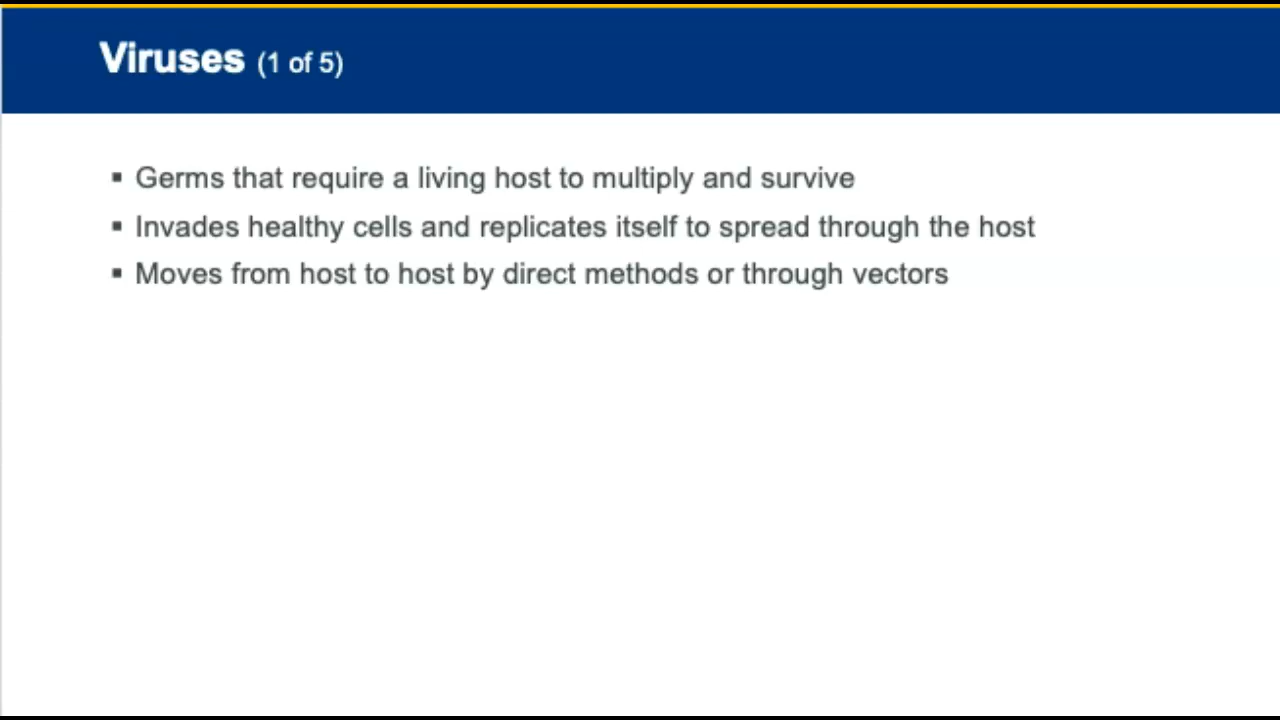 Viruses (1 of 5)
▪ Germs that require a living host to multiply and survive
▪ Invades healthy cells and replicates itself to spread through the host
▪ Moves from host to host by direct methods or through vectors